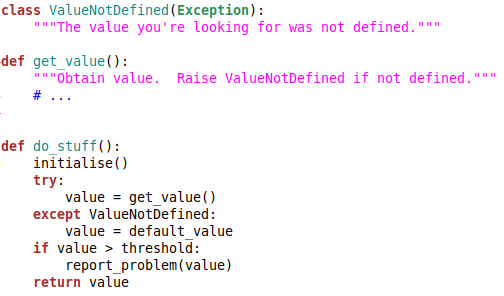 class ValueNotDefined(Exception):
    """The value you're looking for was not defined."""
def get_value():
    """Obtain value.  Raise ValueNotDefined if not defined."""
    # ...
def do_stuff():
    initialise()
    try:
        value = get_value()
    except ValueNotDefined:
        value = default_value
    if value > threshold:
        report_problem(value)
    return value